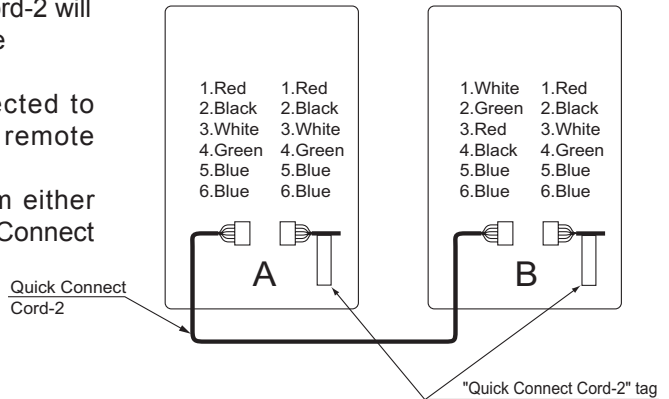 ord-2 will
e
ected to
remote
n either
Connect
1.Red 1.Red
2.Black 2.Black
3.White 3.White
4.Green 4.Green
5.Blue 5.Blue
6.Blue 6.Blue
A
1.White 1.Red
2.Green 2.Black
3.Red 3.White
4.Black 4.Green
5.Blue 5.Blue
6.Blue 6.Blue
B
Quick Connect
Cord-2
"Quick Connect Cord-2" tag